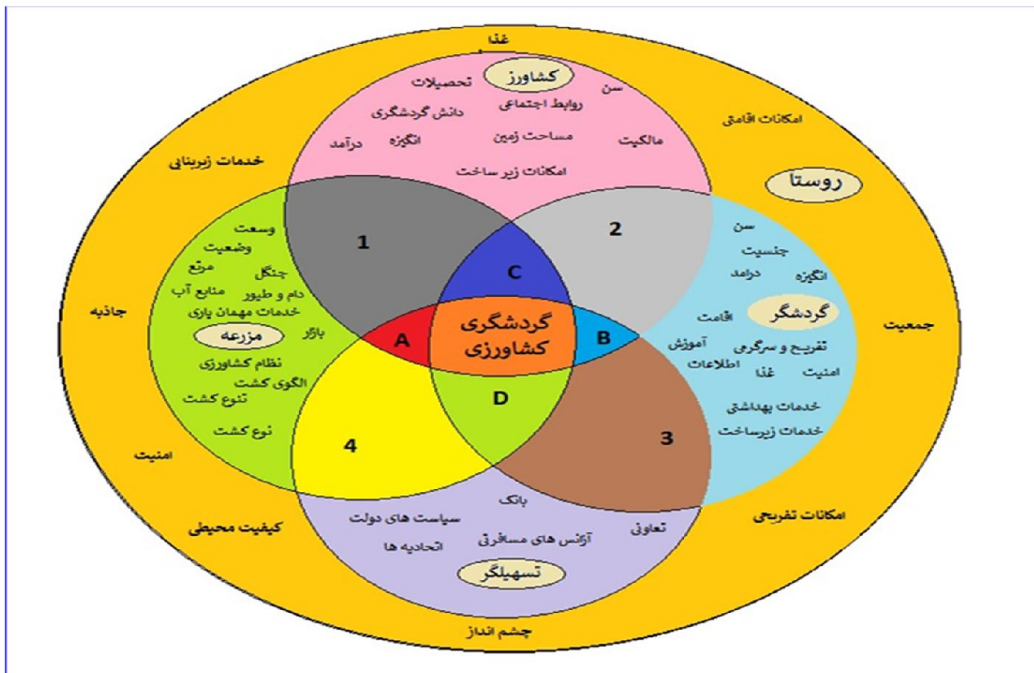 غذا
کشاورز
تحصیلات
سن
روابط اجتماعی
دانش گردشگری
مساحت زمین
مالکیت
انگیزه
درآمد
امکانات زیر ساخت
امکانات اقامتی
روستا
خدمات زیربنایی
1
2
C
وسعت
وضعیت
مرتع
جنگل
منابع آب
دام و طیور
خدمات مهمان یاری
بازار
مزرعه
نظام کشاورزی
الگوی کشت
تنوع کشت
نوع کشت
جاذبه
A
گردشگری
کشاورزی
B
D
سن
جنسیت
انگیزه
درامد
گردشگر
اقامت
تفریح و سرگرمی
آموزش
اطلاعات
غذا
امنیت
خدمات بهداشتی
خدمات زیرساخت
جمعیت
4
3
امنیت
کیفیت محیطی
امکانات تفریحی
بانک
سیاست های دولت
تعاونی
آژانس های مسافرتی
اتحادیه ها
تسهیلگر
چشم انداز